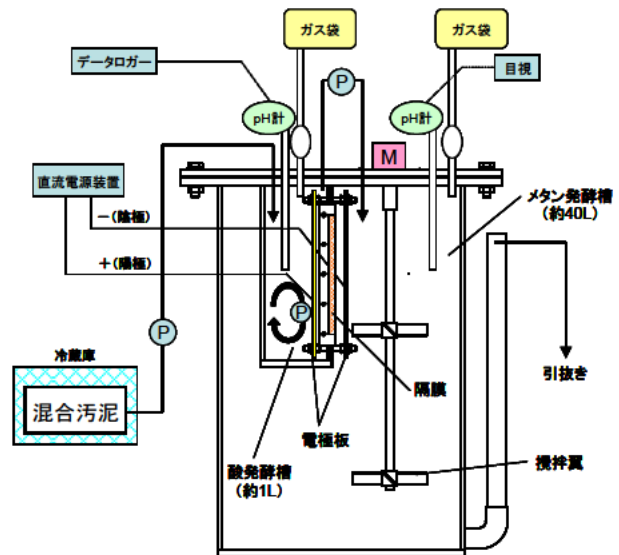 ガス袋
ガス袋
データロガー
P
目視
pH計
pH計
M
直流電源装置
メタン発酵槽
(約40L)
－(陰極)
＋(陽極)
P
P
冷蔵庫
混合汚泥
隔膜
引抜き
電極板
酸発酵槽
(約1L)
攪拌翼